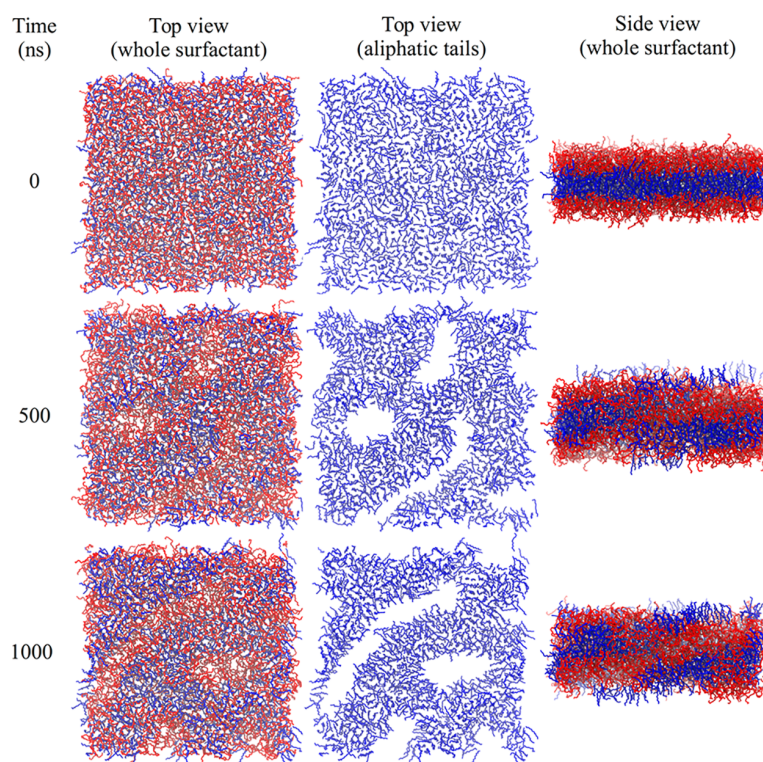 Time
(ns)
Top view
(whole surfactant)
Top view
(aliphatic tails)
Side view
(whole surfactant)
0
500
1000